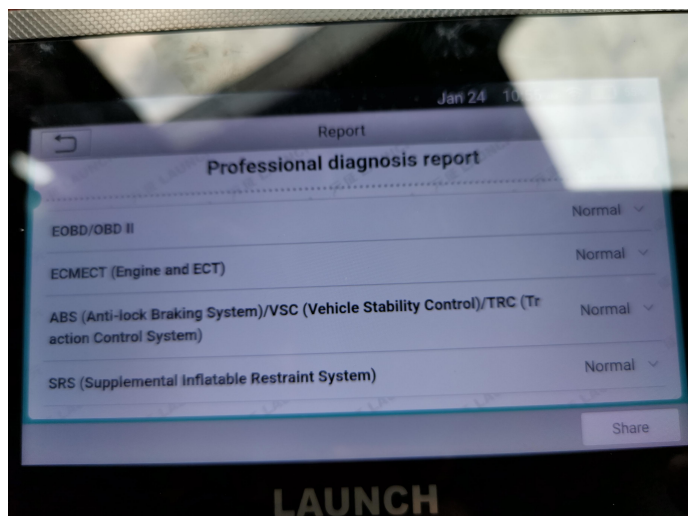 Jan 24 10
Report
Professional diagnosis report
EOBD/OBD II
Normal
ECMECT (Engine and ECT)
Normal
ABS (Anti-lock Braking System)/VSC (Vehicle Stability Control)/TRC (Tr
action Control System)
Normal
SRS (Supplemental Inflatable Restraint System)
Normal
Share
LAUNCH